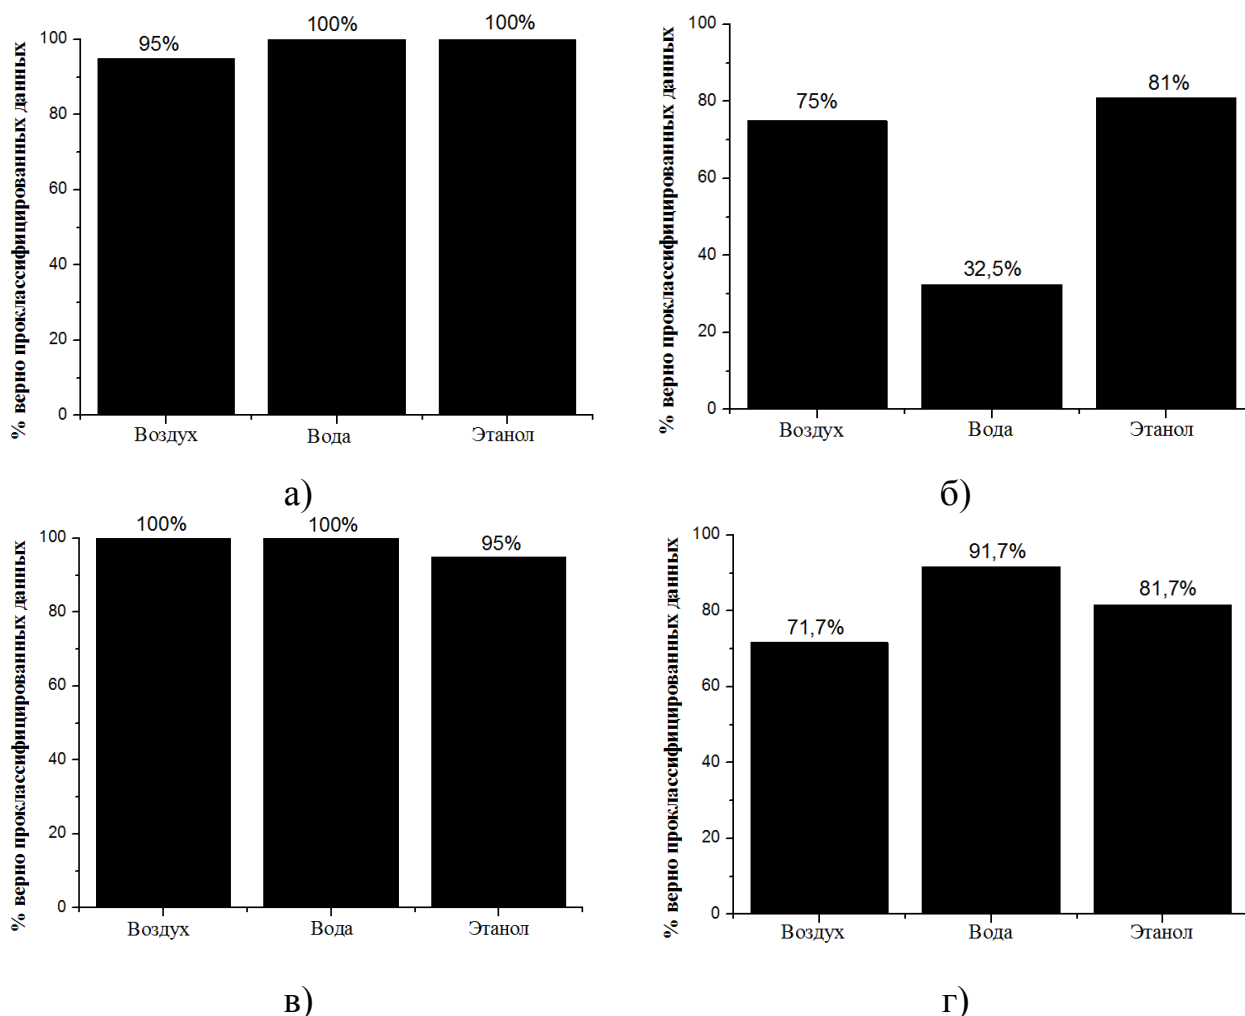 % верно проклассифицированных данных
95%
100%
100%
100
80
60
40
20
0
Воздух
Вода
Этанол
а)
% верно проклассифицированных данных
75%
32,5%
81%
100
80
60
40
20
0
Воздух
Вода
Этанол
б)
% верно проклассифицированных данных
100%
100%
95%
100
80
60
40
20
0
Воздух
Вода
Этанол
в)
% верно проклассифицированных данных
71,7%
91,7%
81,7%
100
80
60
40
20
0
Воздух
Вода
Этанол
г)